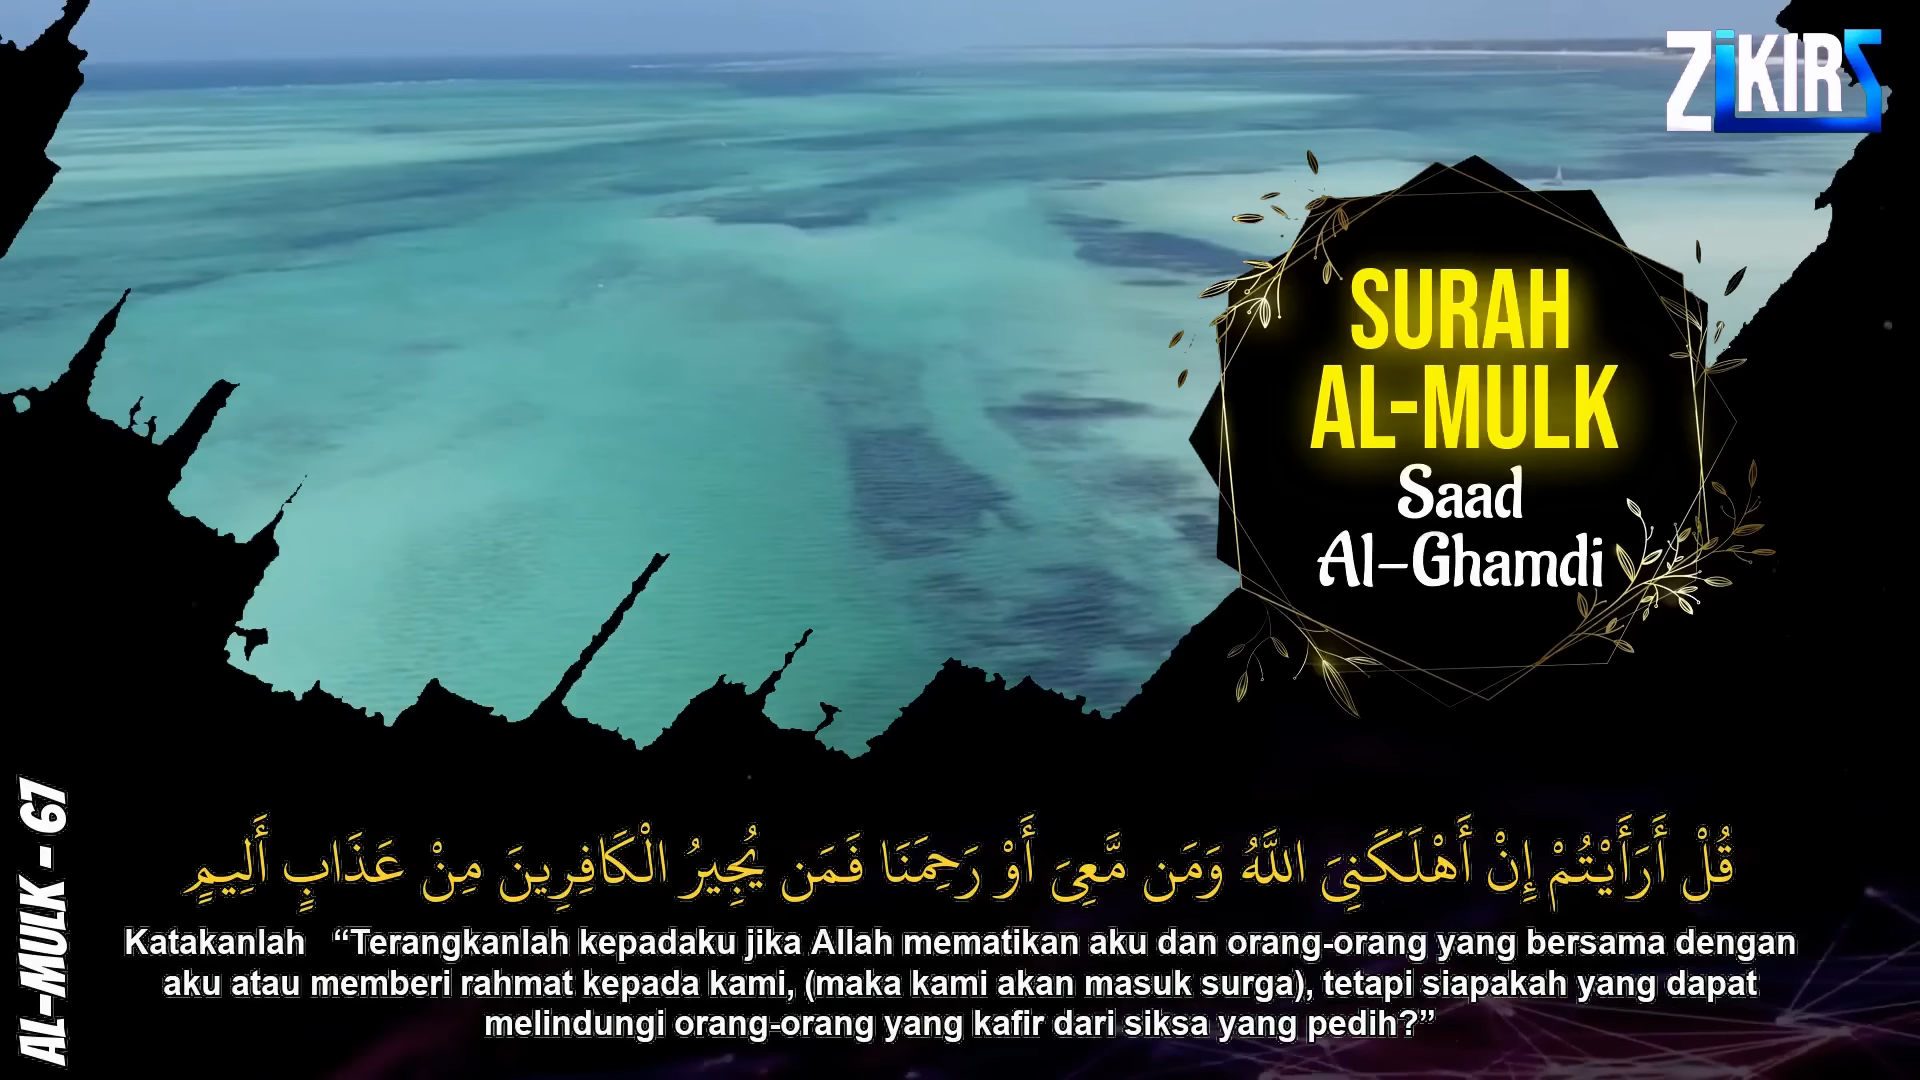 ZiKIRS
SURAH
AL-MULK
Saad
Al-Ghamdi
AL-MULK - 67
قُلْ أَرَأَيْتُمْ إِنْ أَهْلَكَنِىَ اللَّهُ وَمَن مَّعِىَ أَوْ رَحِمَنَا فَمَن يُجِيرُ الْكَافِرِينَ مِنْ عَذَابٍ أَلِيمٍ
Katakanlah “Terangkanlah kepadaku jika Allah mematikan aku dan orang-orang yang bersama dengan
aku atau memberi rahmat kepada kami, (maka kami akan masuk surga), tetapi siapakah yang dapat
melindungi orang-orang yang kafir dari siksa yang pedih?”